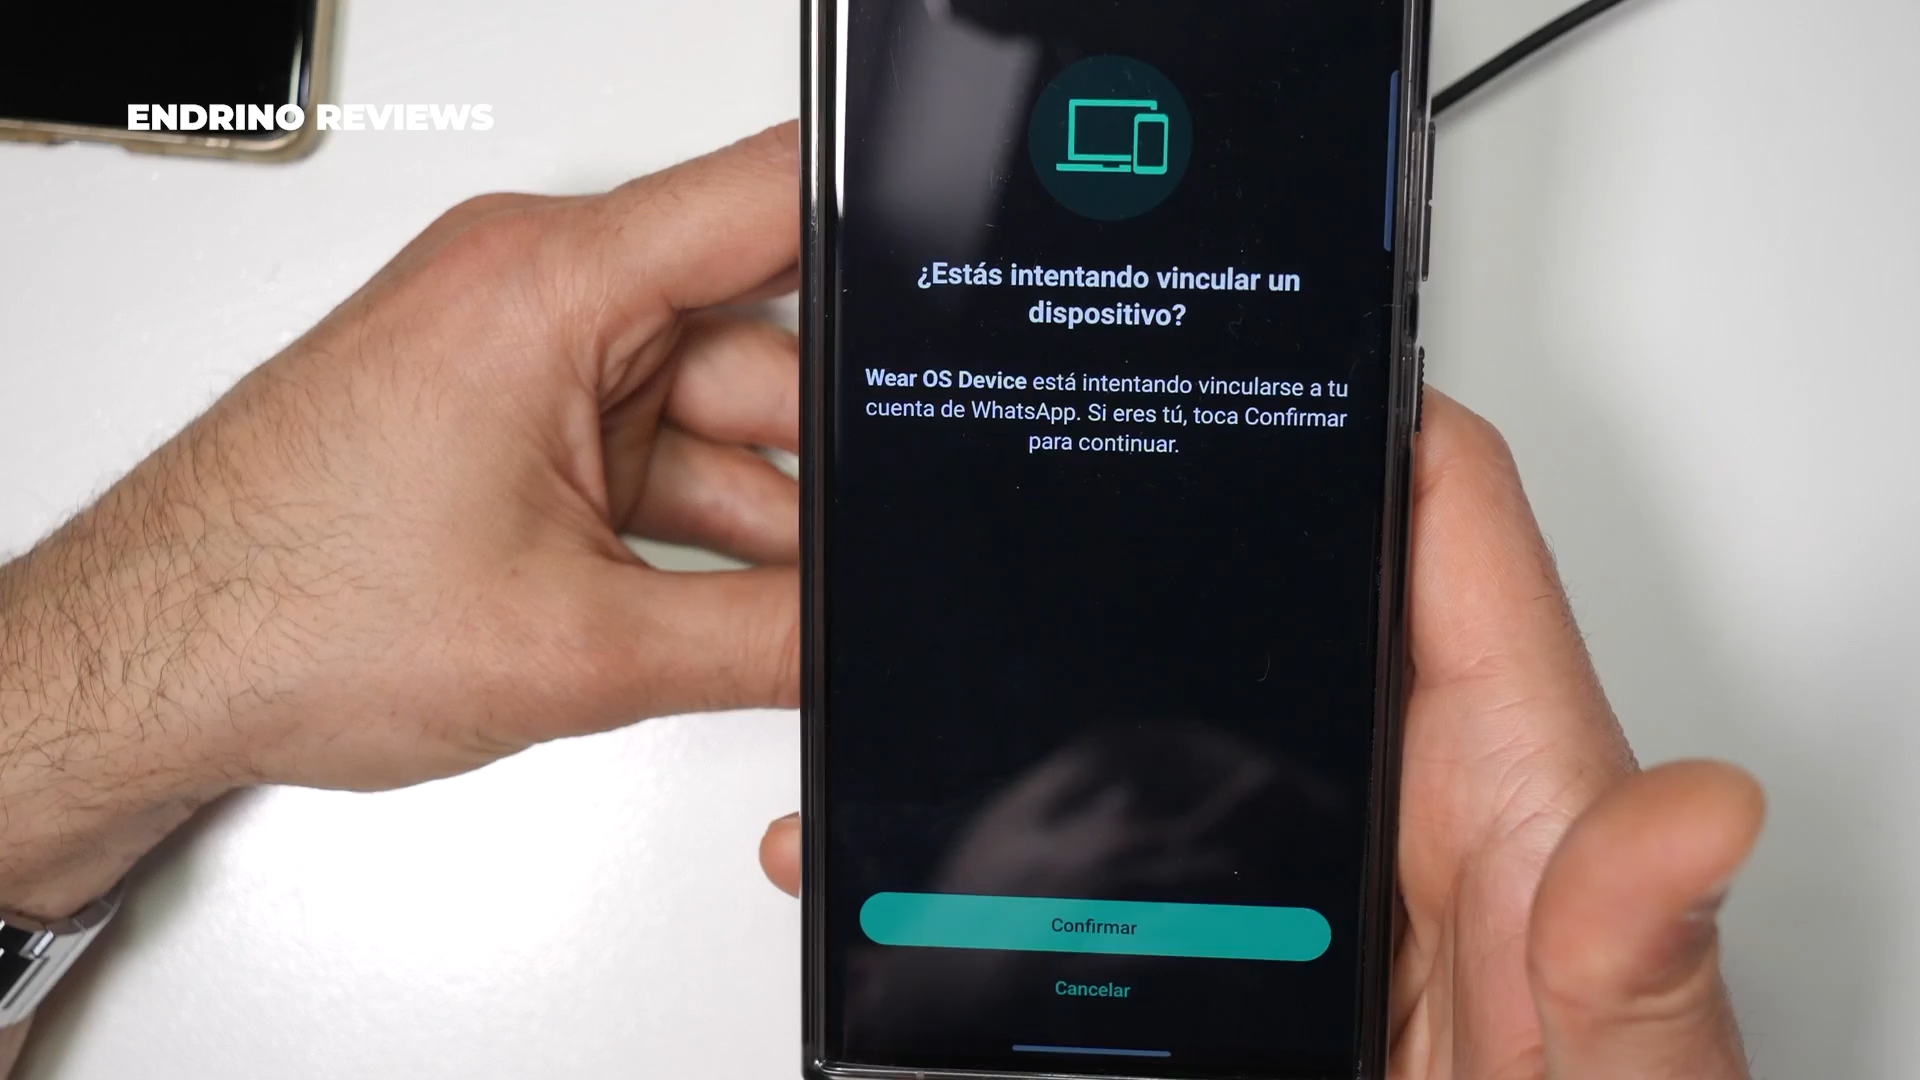 ENDRINO REVIEWS
¿Estás intentando vincular un
dispositivo?
Wear OS Device está intentando vincularse a tu
cuenta de WhatsApp. Si eres tú, toca Confirmar
para continuar.
Confirmar
Cancelar